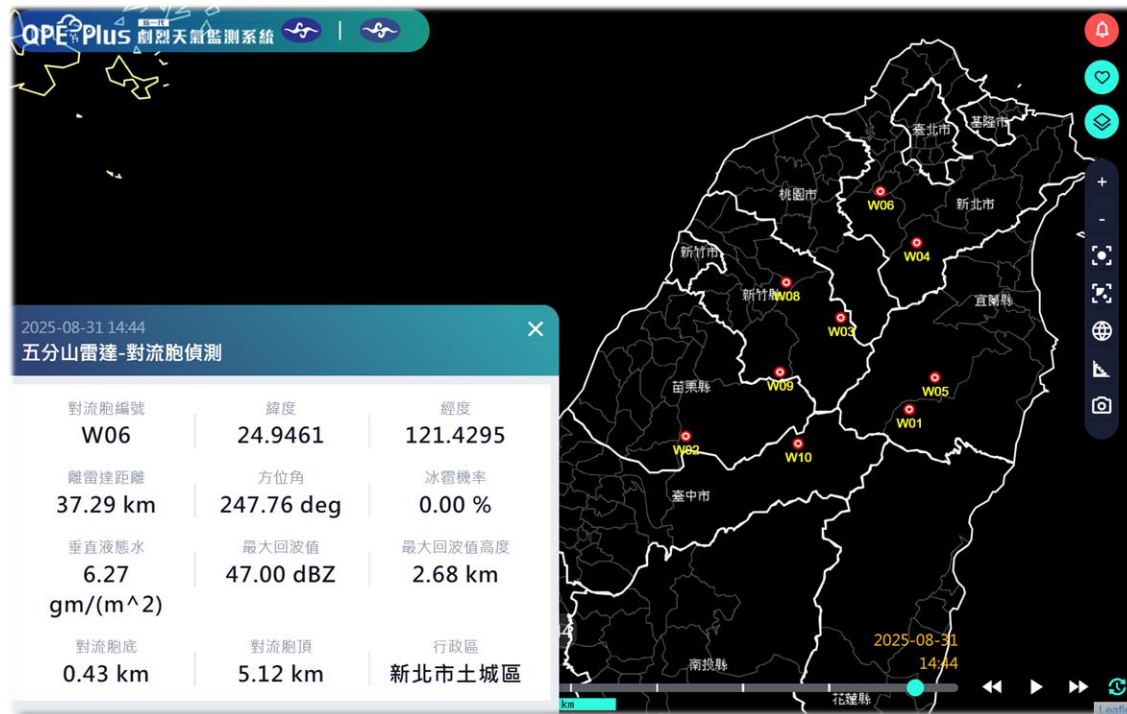 QPE Plus 新一代 劇烈天氣監測系統 |
臺北市
基隆市
桃園市
W06
新北市
W04
新竹市
新竹縣
W08
宜蘭縣
W03
2025-08-31 14:44
五分山雷達-對流胞偵測
苗栗縣
W09
W05
W01
W02
W10
臺中市
對流胞編號 緯度 經度
W06 24.9461 121.4295
離雷達距離 方位角 冰雹機率
37.29 km 247.76 deg 0.00 %
垂直液態水 最大回波值 最大回波值高度
6.27 47.00 dBZ 2.68 km
gm/(m^2)
對流胞底 對流胞頂 行政區
0.43 km 5.12 km 新北市土城區
2025-08-31
14:44
南投縣
km
花蓮縣